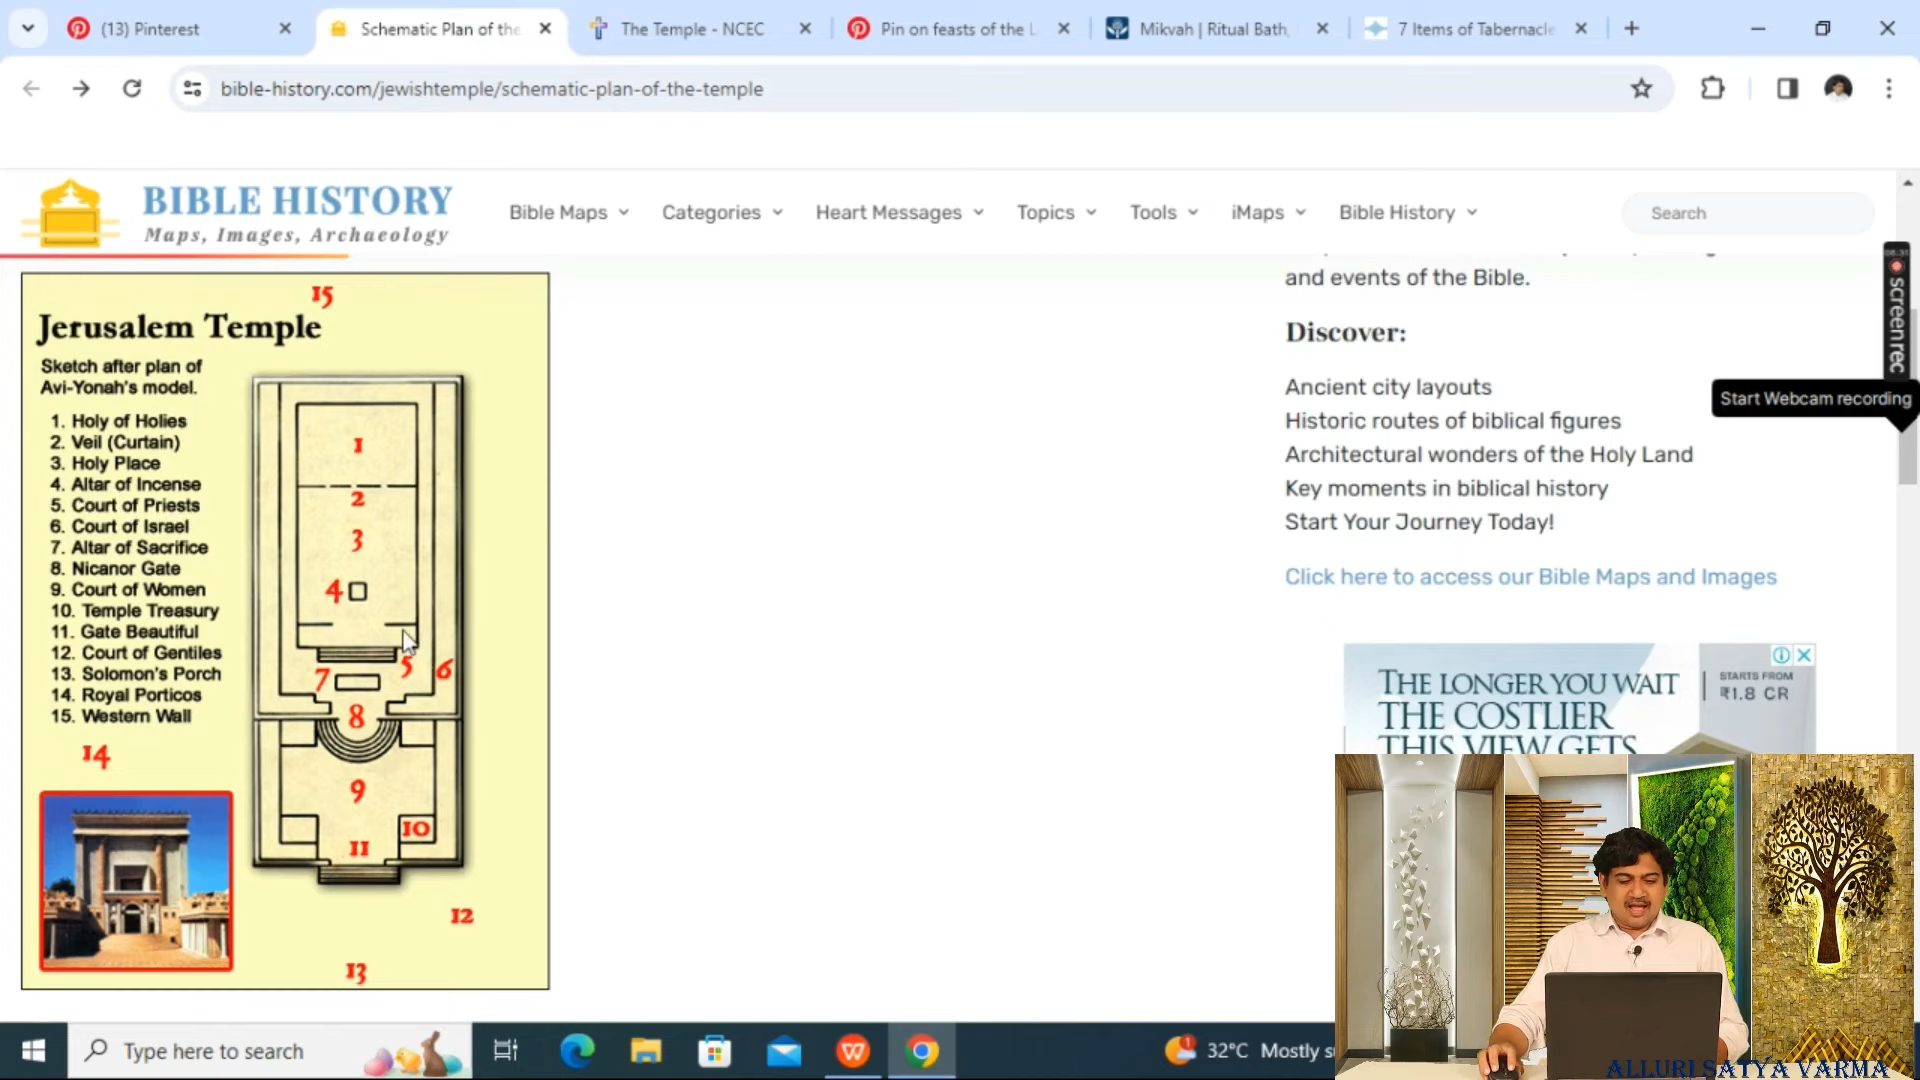 (13) Pinterest
Schematic Plan of the
The Temple - NCEC
Pin on feasts of the L
Mikvah | Ritual Bath,
7 Items of Tabernacle
bible-history.com/jewishtemple/schematic-plan-of-the-temple
BIBLE HISTORY
Maps, Images, Archaeology
Bible Maps
Categories
Heart Messages
Topics
Tools
iMaps
Bible History
Search
15
Jerusalem Temple
Sketch after plan of
Avi-Yonah's model.
1. Holy of Holies
2. Veil (Curtain)
3. Holy Place
4. Altar of Incense
5. Court of Priests
6. Court of Israel
7. Altar of Sacrifice
8. Nicanor Gate
9. Court of Women
10. Temple Treasury
11. Gate Beautiful
12. Court of Gentiles
13. Solomon's Porch
14. Royal Porticos
15. Western Wall
14
1
2
3
4
5
6
7
8
9
10
11
12
13
and events of the Bible.
Discover:
Ancient city layouts
Historic routes of biblical figures
Architectural wonders of the Holy Land
Key moments in biblical history
Start Your Journey Today!
Click here to access our Bible Maps and Images
screen rec
Start Webcam recording
THE LONGER YOU WAIT
THE COSTLIER
THIS VIEW GETS
STARTS FROM
₹1.8 CR
Type here to search
32°C Mostly su
ALLURI SATYA VARMA